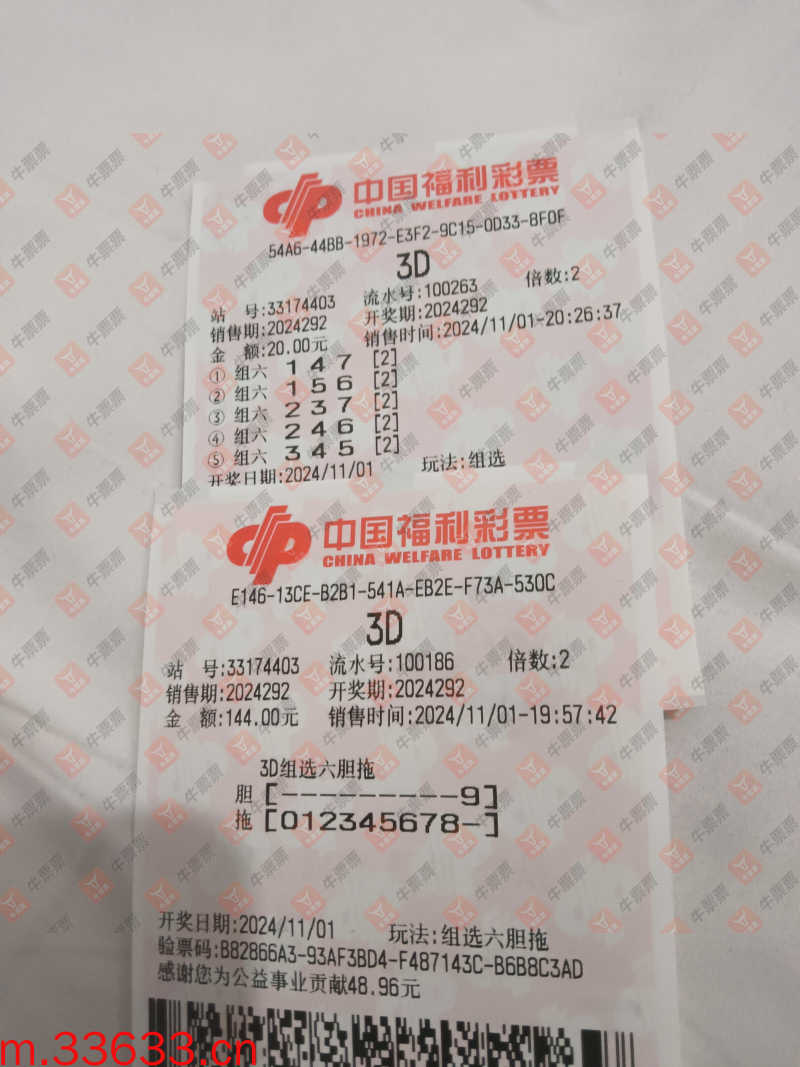 中国福利彩票
CHINA WELFARE LOTTERY
54A6-44BB-1972-E3F2-9C15-0D33-8F0F
3D
站 号:33174403 流水号:100263 倍数:2
销售期:2024292 开奖期:2024292
金 额:20.00元 销售时间:2024/11/01-20:26:37
① 组六 1 4 7 [2]
② 组六 1 5 6 [2]
③ 组六 2 3 7 [2]
④ 组六 2 4 6 [2]
⑤ 组六 3 4 5 [2]
开奖日期:2024/11/01 玩法:组选
中国福利彩票
CHINA WELFARE LOTTERY
E146-13CE-B2B1-541A-EB2E-F73A-530C
3D
站 号:33174403 流水号:100186 倍数:2
销售期:2024292 开奖期:2024292
金 额:144.00元 销售时间:2024/11/01-19:57:42
3D组选六胆拖
胆 [---------9]
拖 [012345678-]
开奖日期:2024/11/01 玩法:组选六胆拖
验票码:B82866A3-93AF3BD4-F487143C-B6B8C3AD
感谢您为公益事业贡献48.96元
m.33633.cn
牛票票